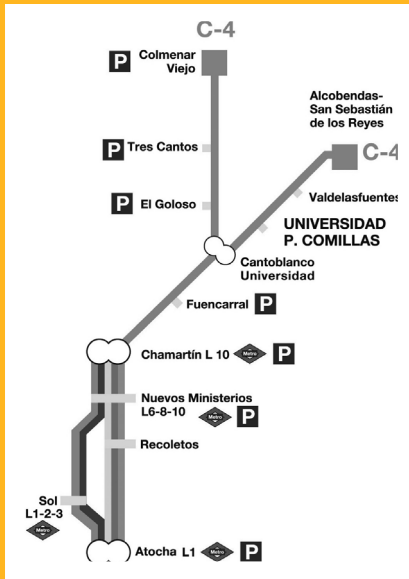 C-4
P
Colmenar
Viejo
Alcobendas-
San Sebastián
de los Reyes
C-4
P
Tres Cantos
Valdelasfuentes
P
El Goloso
UNIVERSIDAD
P. COMILLAS
Cantoblanco
Universidad
Fuencarral P
Chamartín L 10 Metro P
Nuevos Ministerios
L6-8-10 Metro P
Recoletos
Sol
L1-2-3
Metro
Atocha L1 Metro P